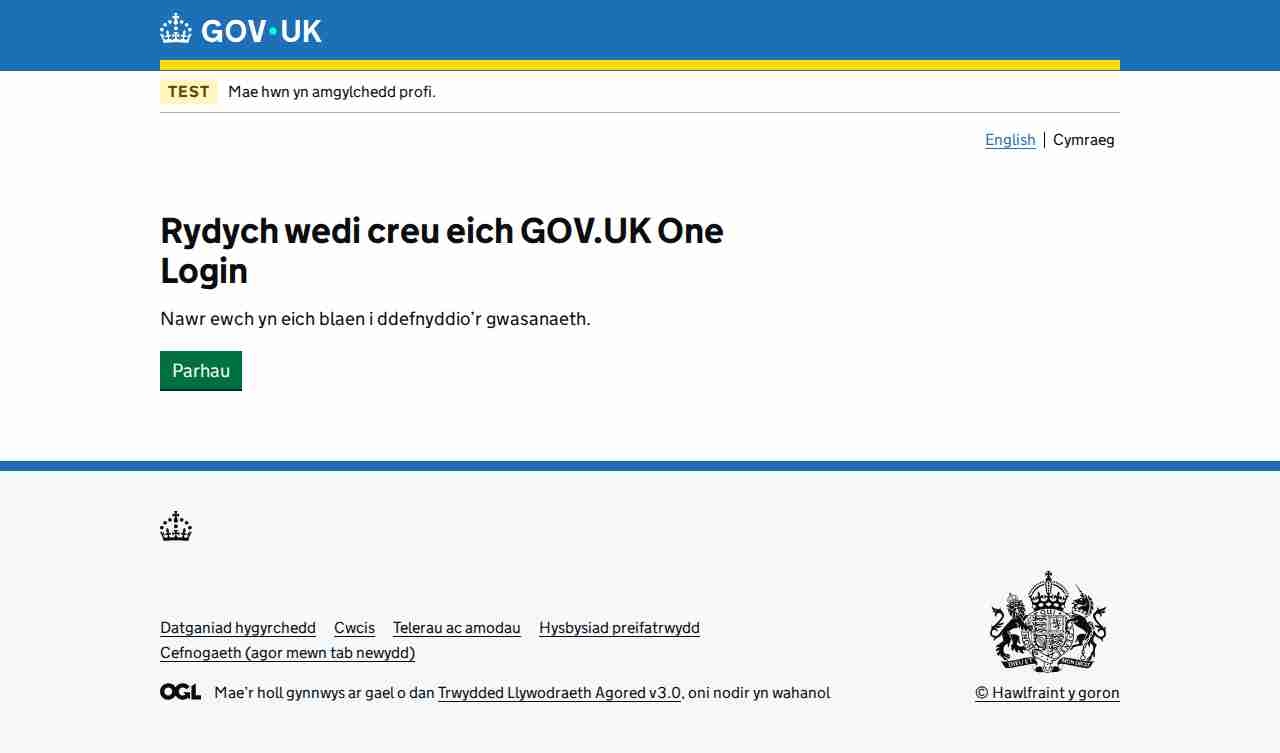 GOV·UK
TEST Mae hwn yn amgylchedd profi.
English Cymraeg
Rydych wedi creu eich GOV.UK One
Login
Nawr ewch yn eich blaen i ddefnyddio’r gwasanaeth.
Parhau
Datganiad hygyrchedd Cwcis Telerau ac amodau Hysbysiad preifatrwydd
Cefnogaeth (agor mewn tab newydd)
OGL Mae’r holl gynnwys ar gael o dan Trwydded Llywodraeth Agored v3.0, oni nodir yn wahanol
© Hawlfraint y goron